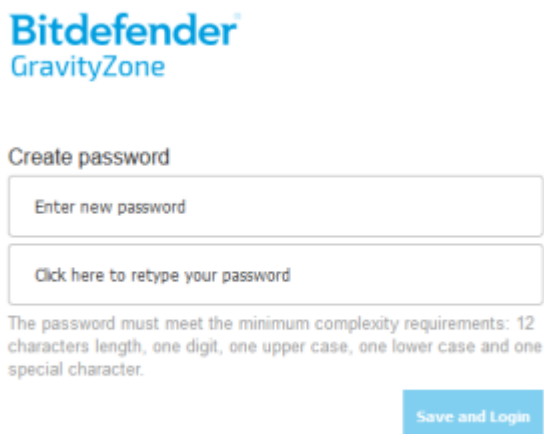 Bitdefender
GravityZone
Create password
Enter new password
Click here to retype your password
The password must meet the minimum complexity requirements: 12
characters length, one digit, one upper case, one lower case and one
special character.
Save and Login